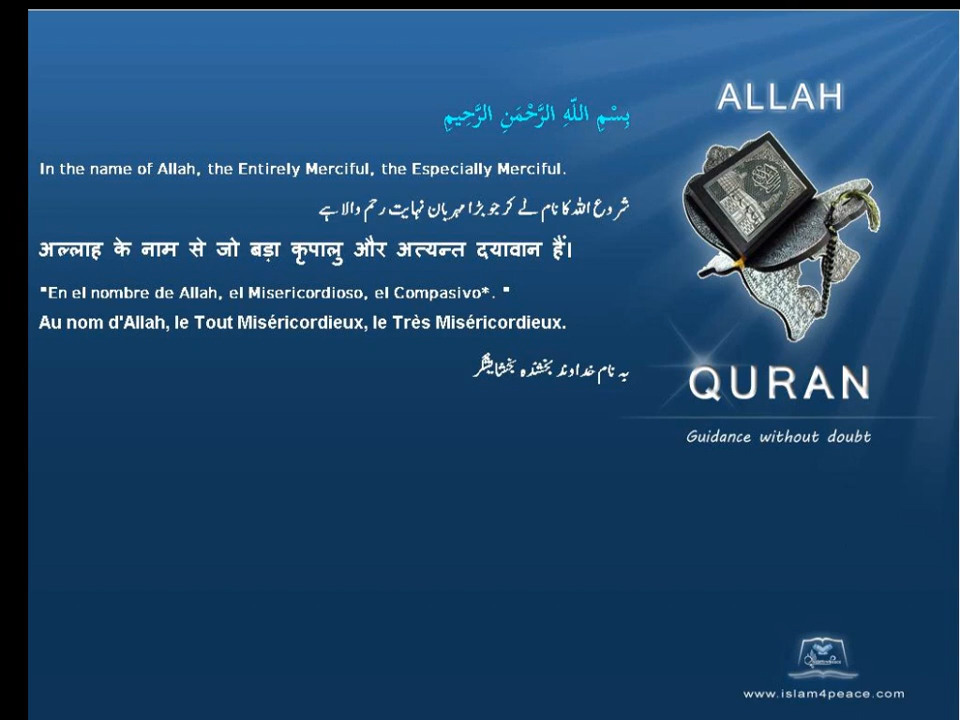 بِسْمِ اللَّهِ الرَّحْمَنِ الرَّحِيمِ
In the name of Allah, the Entirely Merciful, the Especially Merciful.
شروع الله کا نام لے کر جو بڑا مہربان نہایت رحم والا ہے
अल्लाह के नाम से जो बड़ा कृपालु और अत्यन्त दयावान हैं।
"En el nombre de Allah, el Misericordioso, el Compasivo*. "
Au nom d'Allah, le Tout Miséricordieux, le Très Miséricordieux.
به نام خداوند بخشنده بخشایشگر
ALLAH
QURAN
Guidance without doubt
www.islam4peace.com